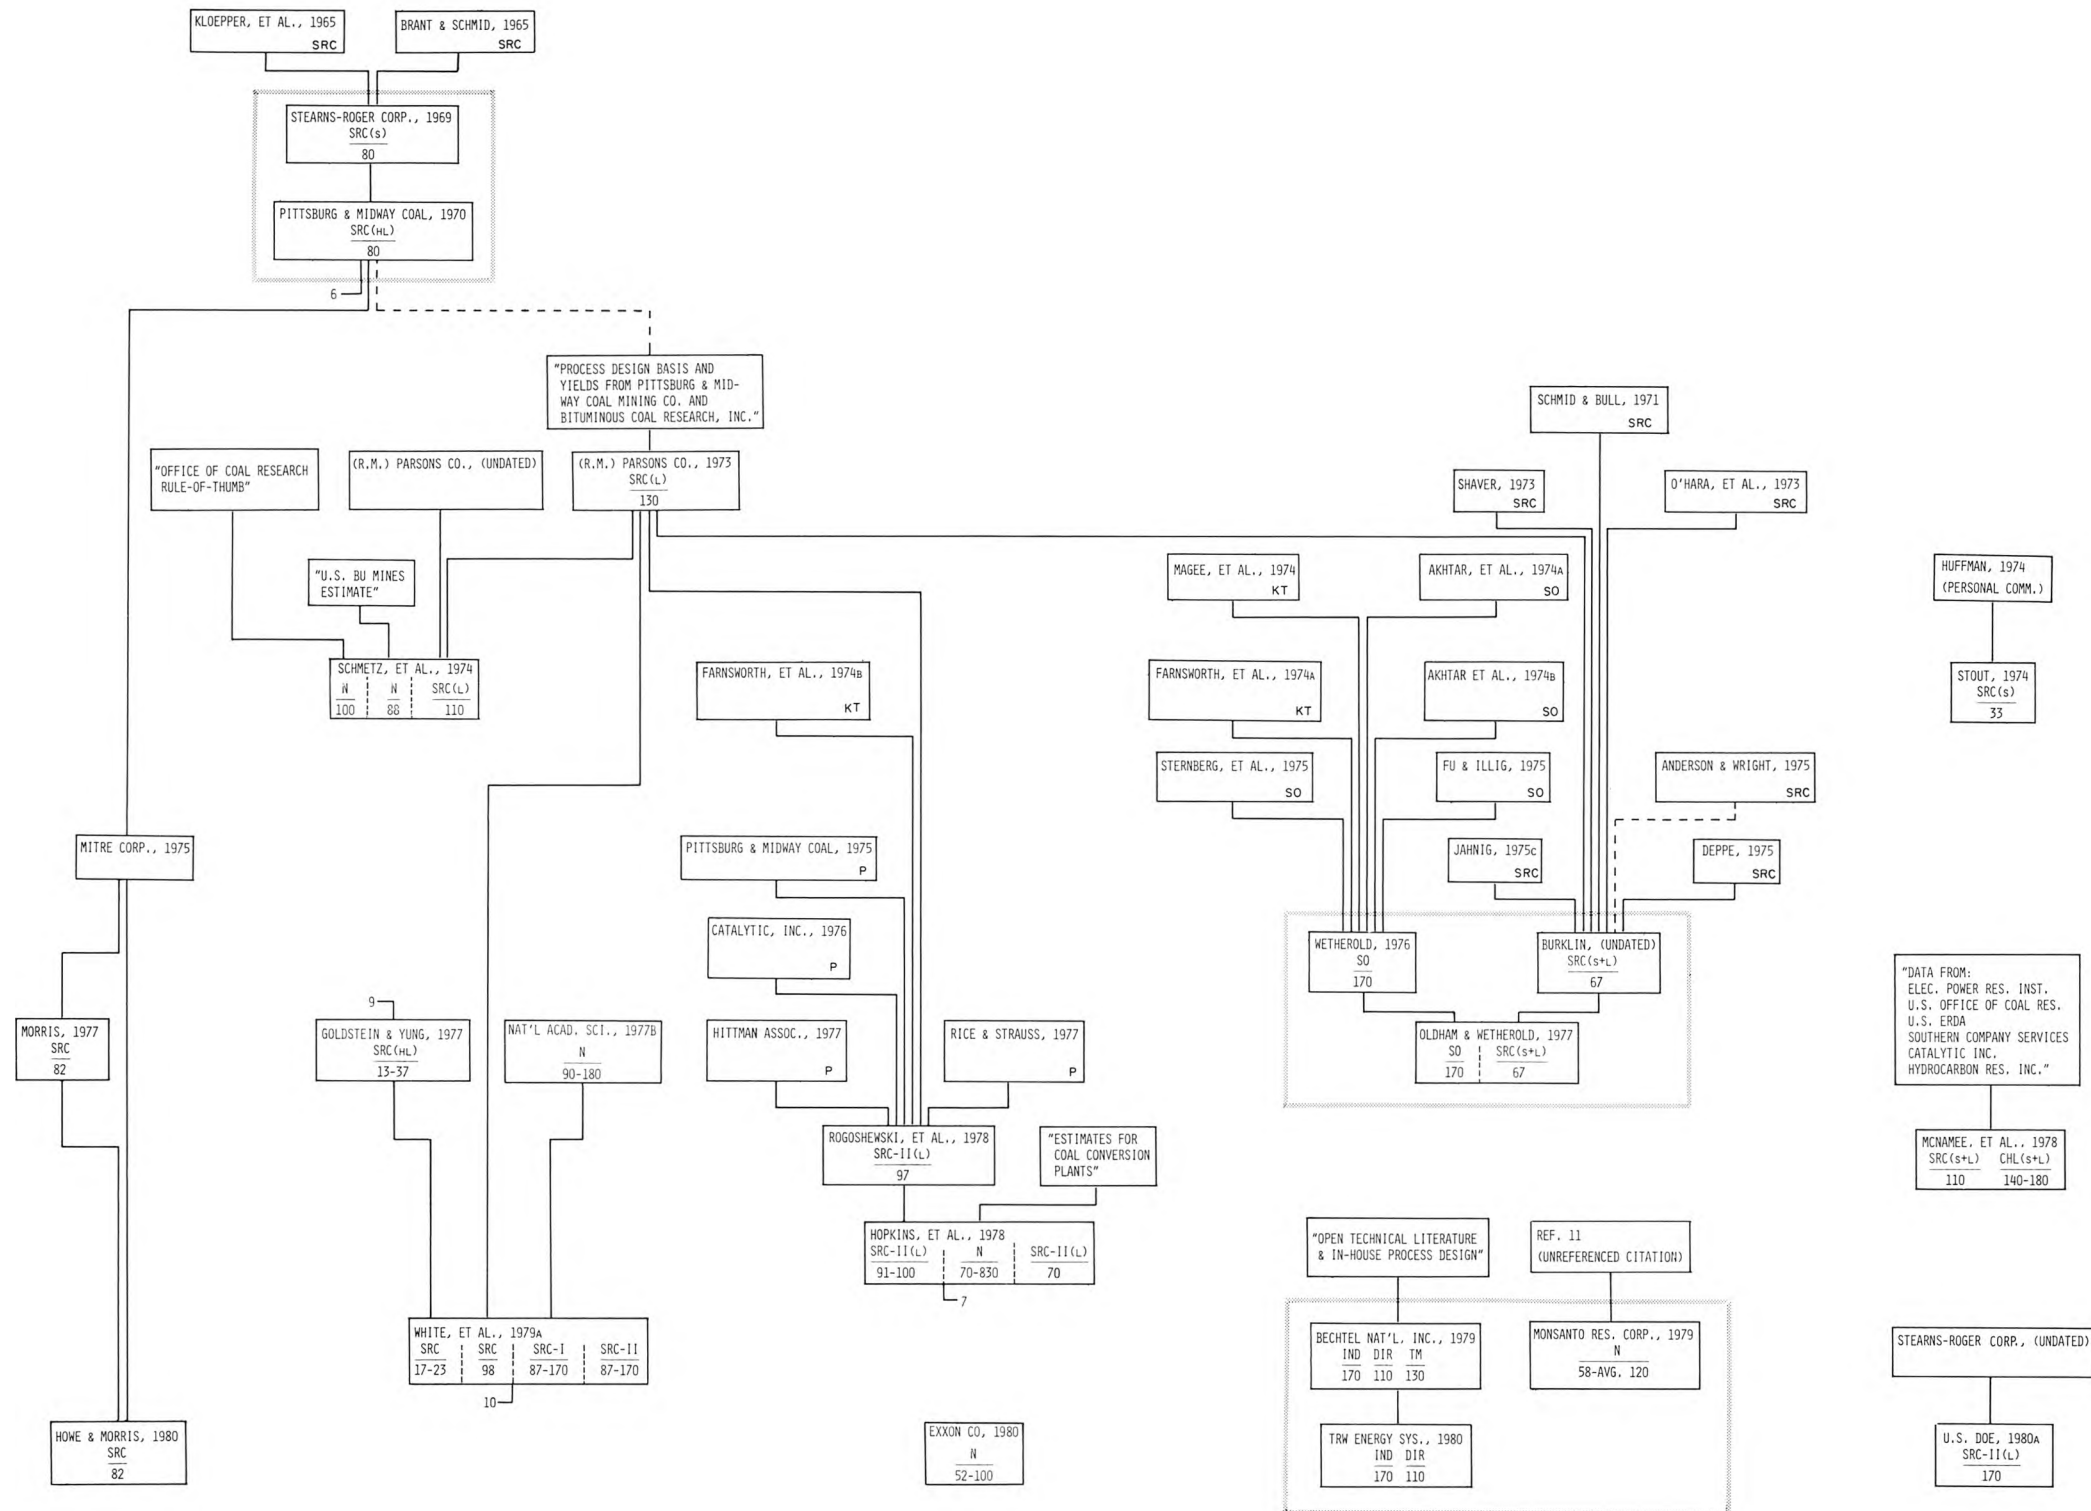 KLOEPPER, ET AL., 1965
SRC
BRANT & SCHMID, 1965
SRC
STEARNS-ROGER CORP., 1969
SRC(S)
80
PITTSBURG & MIDWAY COAL, 1970
SRC(HL)
80
6
"PROCESS DESIGN BASIS AND
YIELDS FROM PITTSBURG & MID-
WAY COAL MINING CO. AND
BITUMINOUS COAL RESEARCH, INC."
SCHMID & BULL, 1971
SRC
"OFFICE OF COAL RESEARCH
RULE-OF-THUMB"
(R.M.) PARSONS CO., (UNDATED)
(R.M.) PARSONS CO., 1973
SRC(L)
130
SHAVER, 1973
SRC
O'HARA, ET AL., 1973
SRC
"U.S. BU MINES
ESTIMATE"
MAGEE, ET AL., 1974
KT
AKHTAR, ET AL., 1974A
SO
HUFFMAN, 1974
(PERSONAL COMM.)
SCHMETZ, ET AL., 1974
N N SRC(L)
100 88 110
FARNSWORTH, ET AL., 1974B
KT
FARNSWORTH, ET AL., 1974A
KT
AKHTAR ET AL., 1974B
SO
STOUT, 1974
SRC(S)
33
STERNBERG, ET AL., 1975
SO
FU & ILLIG, 1975
SO
ANDERSON & WRIGHT, 1975
SRC
MITRE CORP., 1975
PITTSBURG & MIDWAY COAL, 1975
P
JAHNIG, 1975C
SRC
DEPPE, 1975
SRC
CATALYTIC, INC., 1976
P
WETHEROLD, 1976
SO
170
BURKLIN, (UNDATED)
SRC(S+L)
67
"DATA FROM:
ELEC. POWER RES. INST.
U.S. OFFICE OF COAL RES.
U.S. ERDA
SOUTHERN COMPANY SERVICES
CATALYTIC INC.
HYDROCARBON RES. INC."
9
MORRIS, 1977
SRC
82
GOLDSTEIN & YUNG, 1977
SRC(HL)
13-37
NAT'L ACAD. SCI., 1977B
N
90-180
HITTMAN ASSOC., 1977
P
RICE & STRAUSS, 1977
P
OLDHAM & WETHEROLD, 1977
SO SRC(S+L)
170 67
ROGOSHEWSKI, ET AL., 1978
SRC-II(L)
97
"ESTIMATES FOR
COAL CONVERSION
PLANTS"
MCNAMEE, ET AL., 1978
SRC(S+L) CHL(S+L)
110 140-180
HOPKINS, ET AL., 1978
SRC-II(L) N SRC-II(L)
91-100 70-830 70
7
"OPEN TECHNICAL LITERATURE
& IN-HOUSE PROCESS DESIGN"
REF. 11
(UNREFERENCED CITATION)
WHITE, ET AL., 1979A
SRC SRC SRC-I SRC-II
17-23 98 87-170 87-170
10
BECHTEL NAT'L. INC., 1979
IND DIR TM
170 110 130
MONSANTO RES. CORP., 1979
N
58-AVG. 120
STEARNS-ROGER CORP., (UNDATED)
HOWE & MORRIS, 1980
SRC
82
EXXON CO, 1980
N
52-100
TRW ENERGY SYS., 1980
IND DIR
170 110
U.S. DOE, 1980A
SRC-II(L)
170